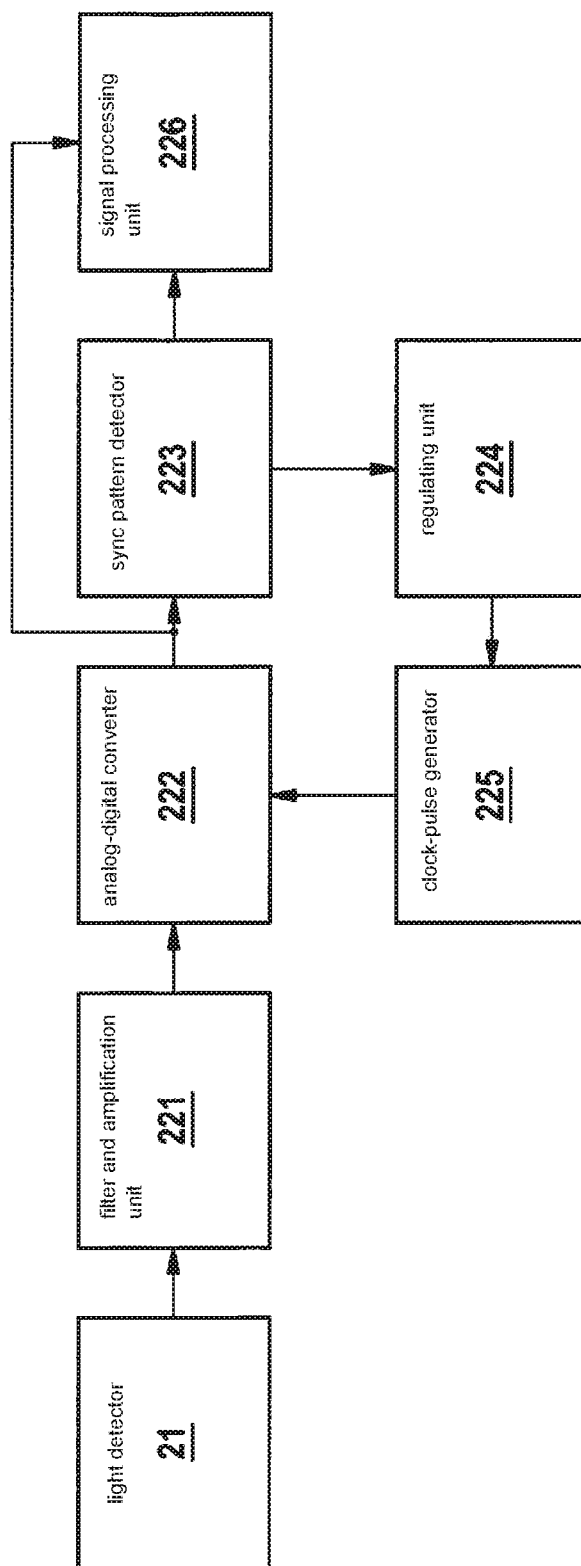 light detector
21
filter and amplification
unit
221
analog-digital converter
222
sync pattern detector
223
signal processing
unit
226
clock-pulse generator
225
regulating unit
224